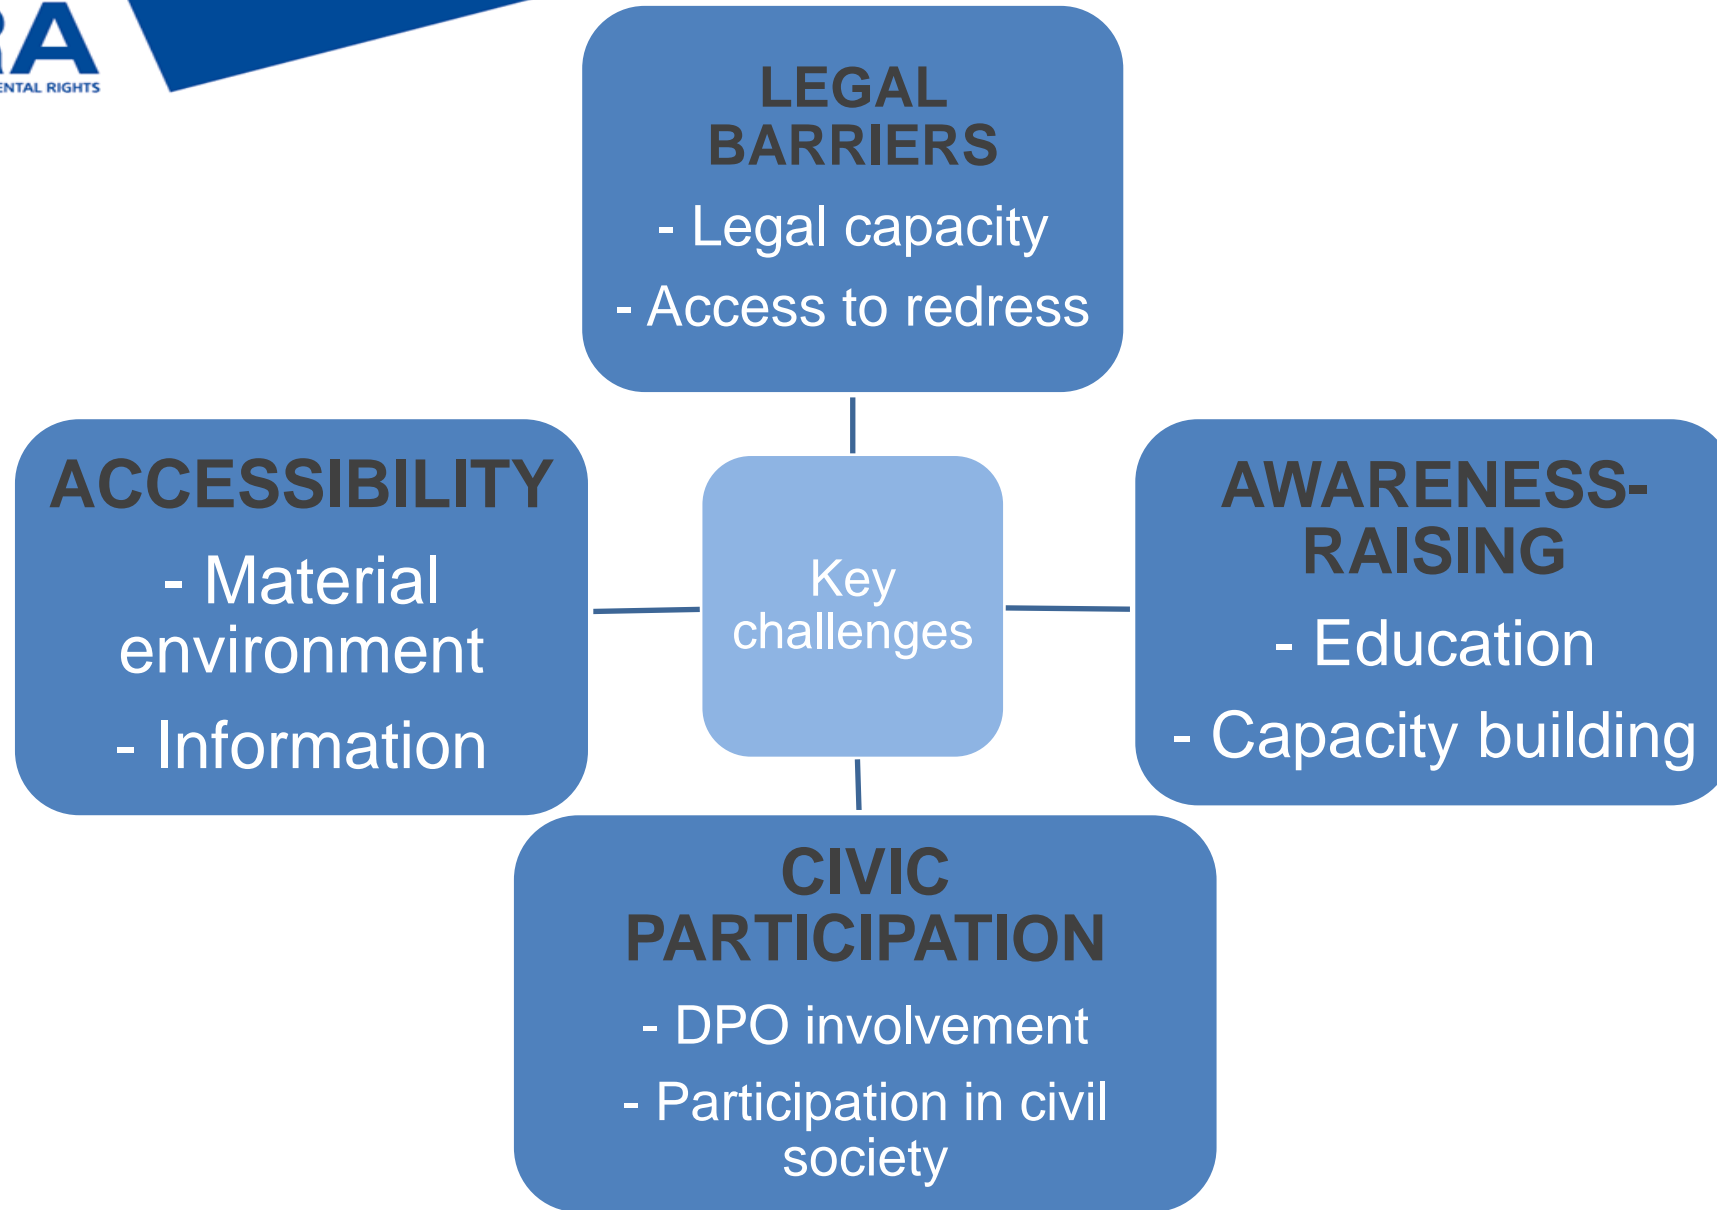 RA
ENTAL RIGHTS
LEGAL
BARRIERS
- Legal capacity
- Access to redress
ACCESSIBILITY
- Material
environment
- Information
Key
challenges
AWARENESS-
RAISING
- Education
- Capacity building
CIVIC
PARTICIPATION
- DPO involvement
- Participation in civil
society